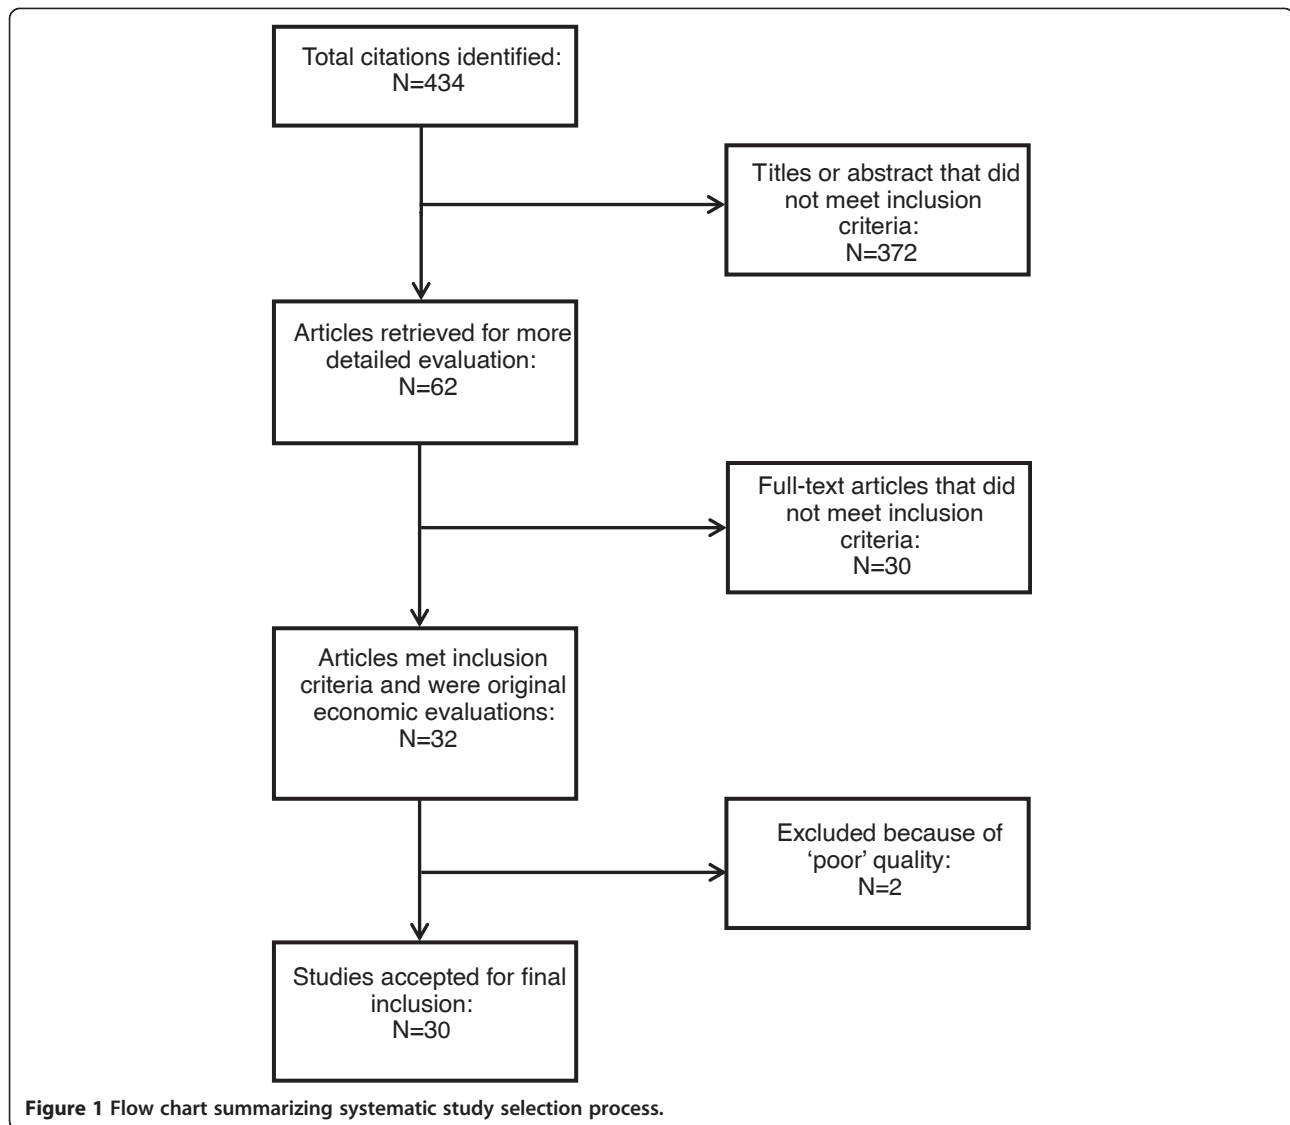 Total citations identified:
N=434
Titles or abstract that did
not meet inclusion
criteria:
N=372
Articles retrieved for more
detailed evaluation:
N=62
Full-text articles that did
not meet inclusion
criteria:
N=30
Articles met inclusion
criteria and were original
economic evaluations:
N=32
Excluded because of
‘poor’ quality:
N=2
Studies accepted for final
inclusion:
N=30
Figure 1 Flow chart summarizing systematic study selection process.